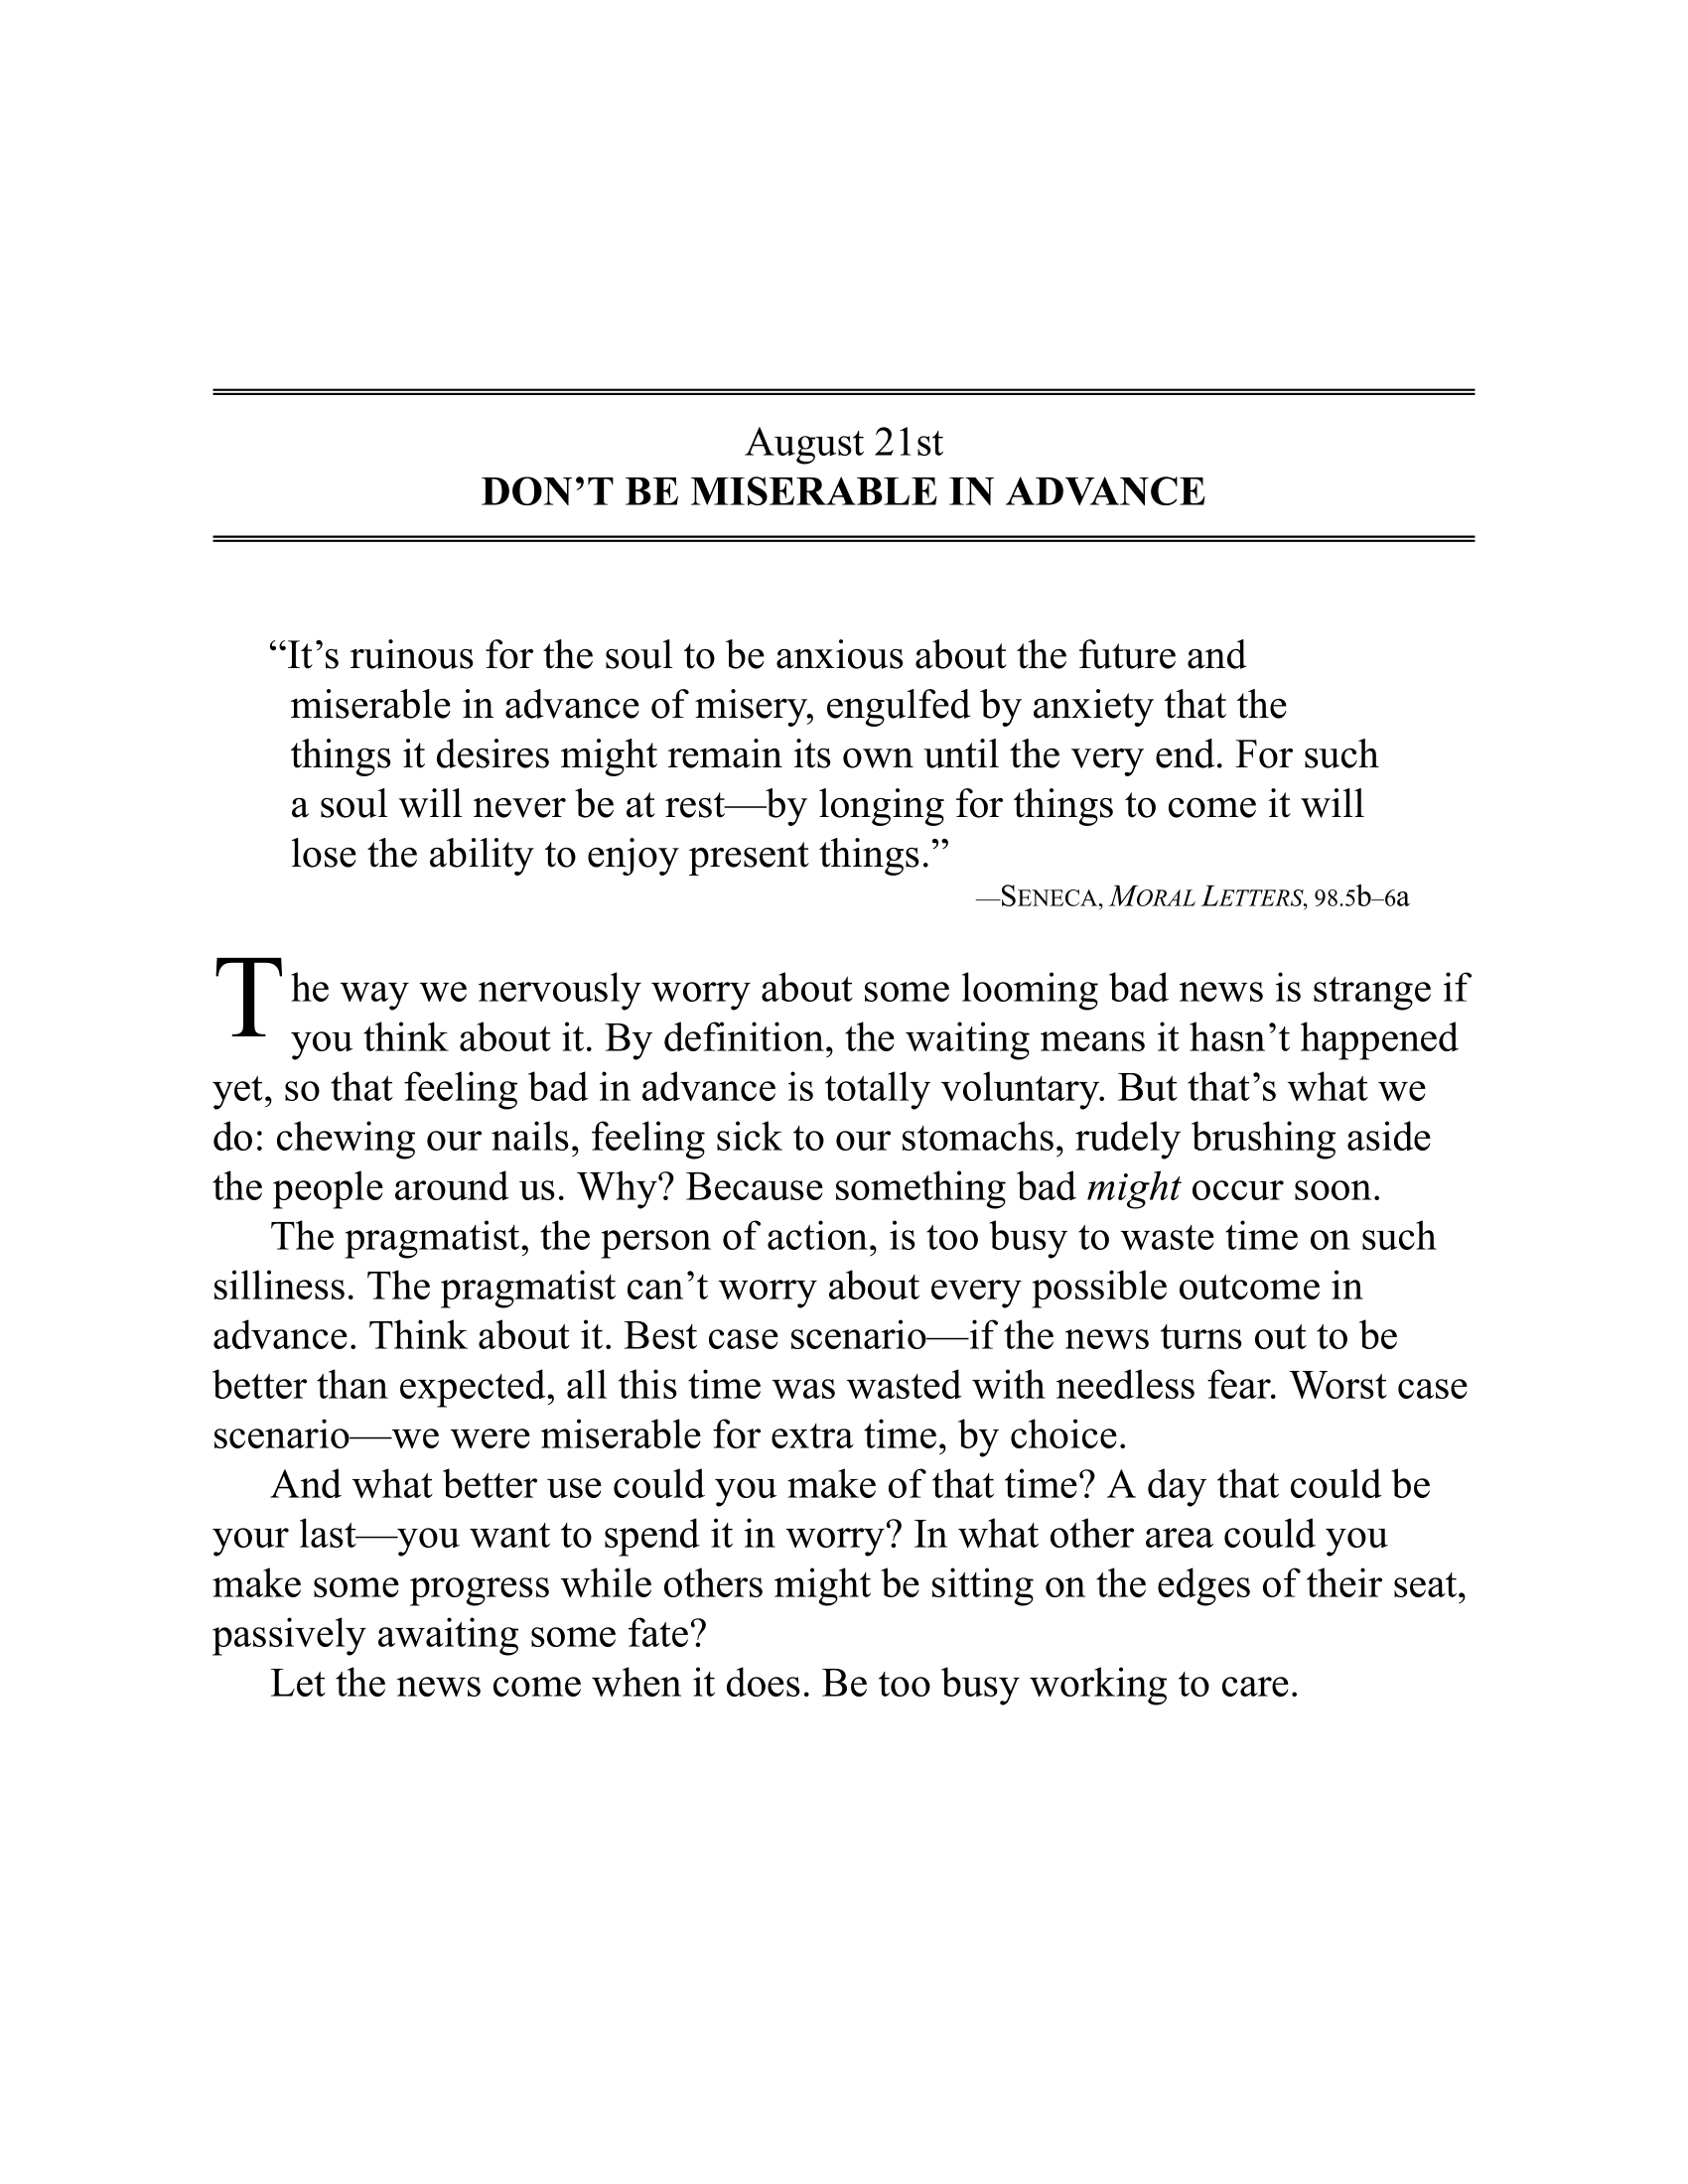 August 21st
DON’T BE MISERABLE IN ADVANCE
“It’s ruinous for the soul to be anxious about the future and
miserable in advance of misery, engulfed by anxiety that the
things it desires might remain its own until the very end. For such
a soul will never be at rest—by longing for things to come it will
lose the ability to enjoy present things.”
—SENECA, MORAL LETTERS, 98.5b–6a
The way we nervously worry about some looming bad news is strange if
you think about it. By definition, the waiting means it hasn’t happened
yet, so that feeling bad in advance is totally voluntary. But that’s what we
do: chewing our nails, feeling sick to our stomachs, rudely brushing aside
the people around us. Why? Because something bad might occur soon.
The pragmatist, the person of action, is too busy to waste time on such
silliness. The pragmatist can’t worry about every possible outcome in
advance. Think about it. Best case scenario—if the news turns out to be
better than expected, all this time was wasted with needless fear. Worst case
scenario—we were miserable for extra time, by choice.
And what better use could you make of that time? A day that could be
your last—you want to spend it in worry? In what other area could you
make some progress while others might be sitting on the edges of their seat,
passively awaiting some fate?
Let the news come when it does. Be too busy working to care.